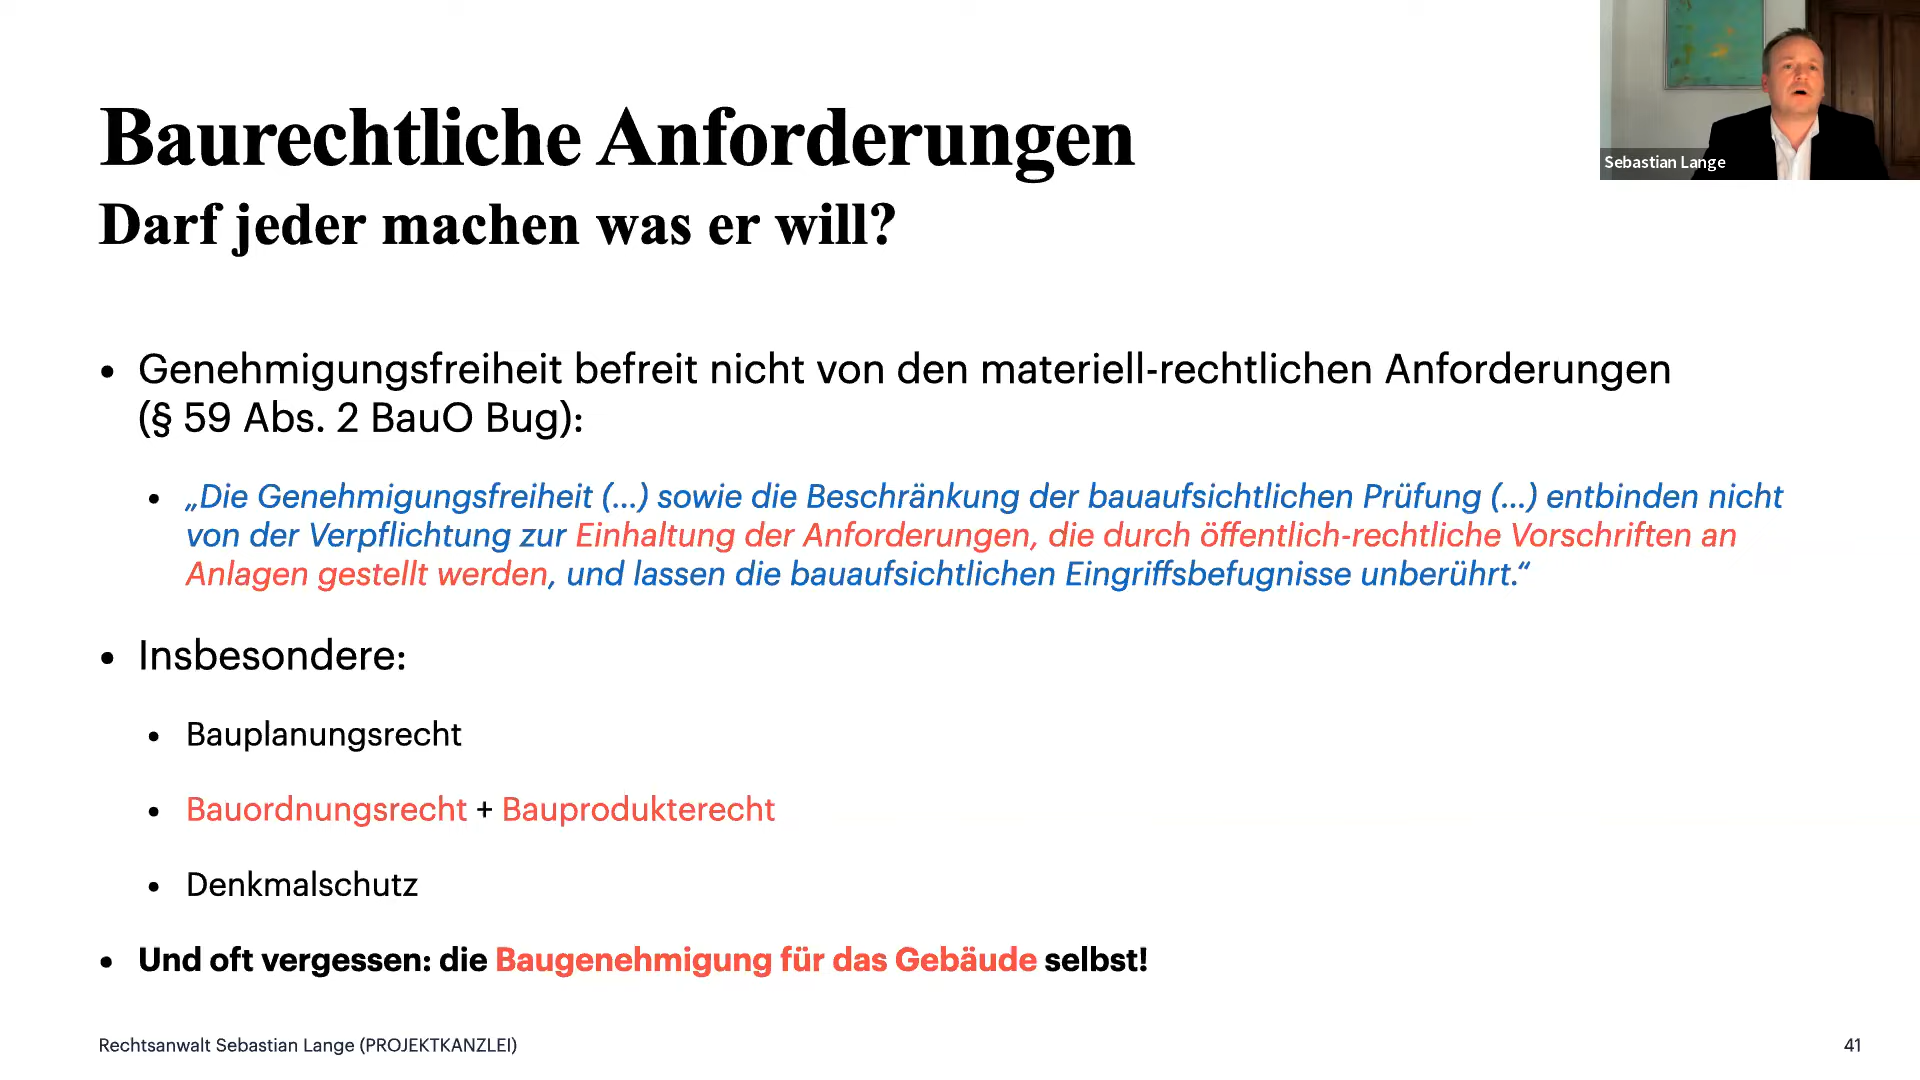 Sebastian Lange
Baurechtliche Anforderungen
Darf jeder machen was er will?
• Genehmigungsfreiheit befreit nicht von den materiell-rechtlichen Anforderungen
(§ 59 Abs. 2 BauO Bug):
• „Die Genehmigungsfreiheit (...) sowie die Beschränkung der bauaufsichtlichen Prüfung (...) entbinden nicht
von der Verpflichtung zur Einhaltung der Anforderungen, die durch öffentlich-rechtliche Vorschriften an
Anlagen gestellt werden, und lassen die bauaufsichtlichen Eingriffsbefugnisse unberührt.“
• Insbesondere:
• Bauplanungsrecht
• Bauordnungsrecht + Bauprodukterecht
• Denkmalschutz
• Und oft vergessen: die Baugenehmigung für das Gebäude selbst!
Rechtsanwalt Sebastian Lange (PROJEKTKANZLEI)
41